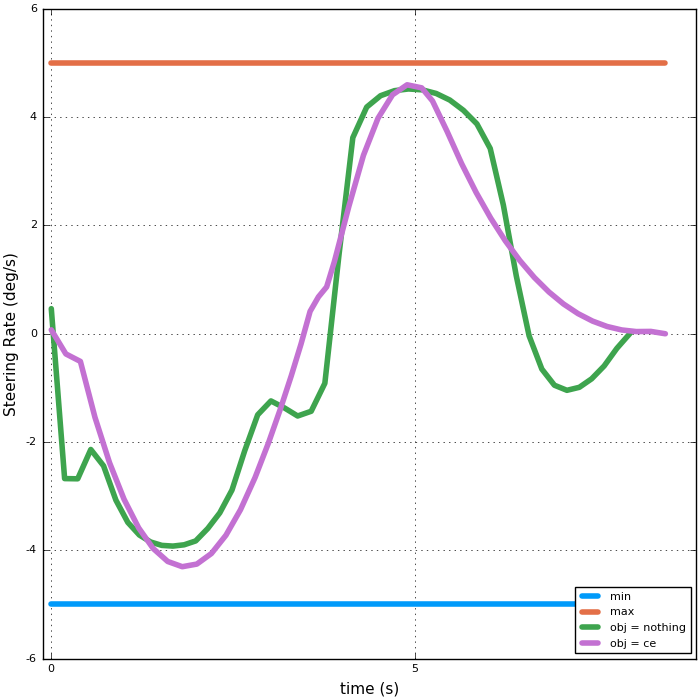 6
4
2
0
-2
-4
-6
0
5
Steering Rate (deg/s)
time (s)
min
max
obj = nothing
obj = ce